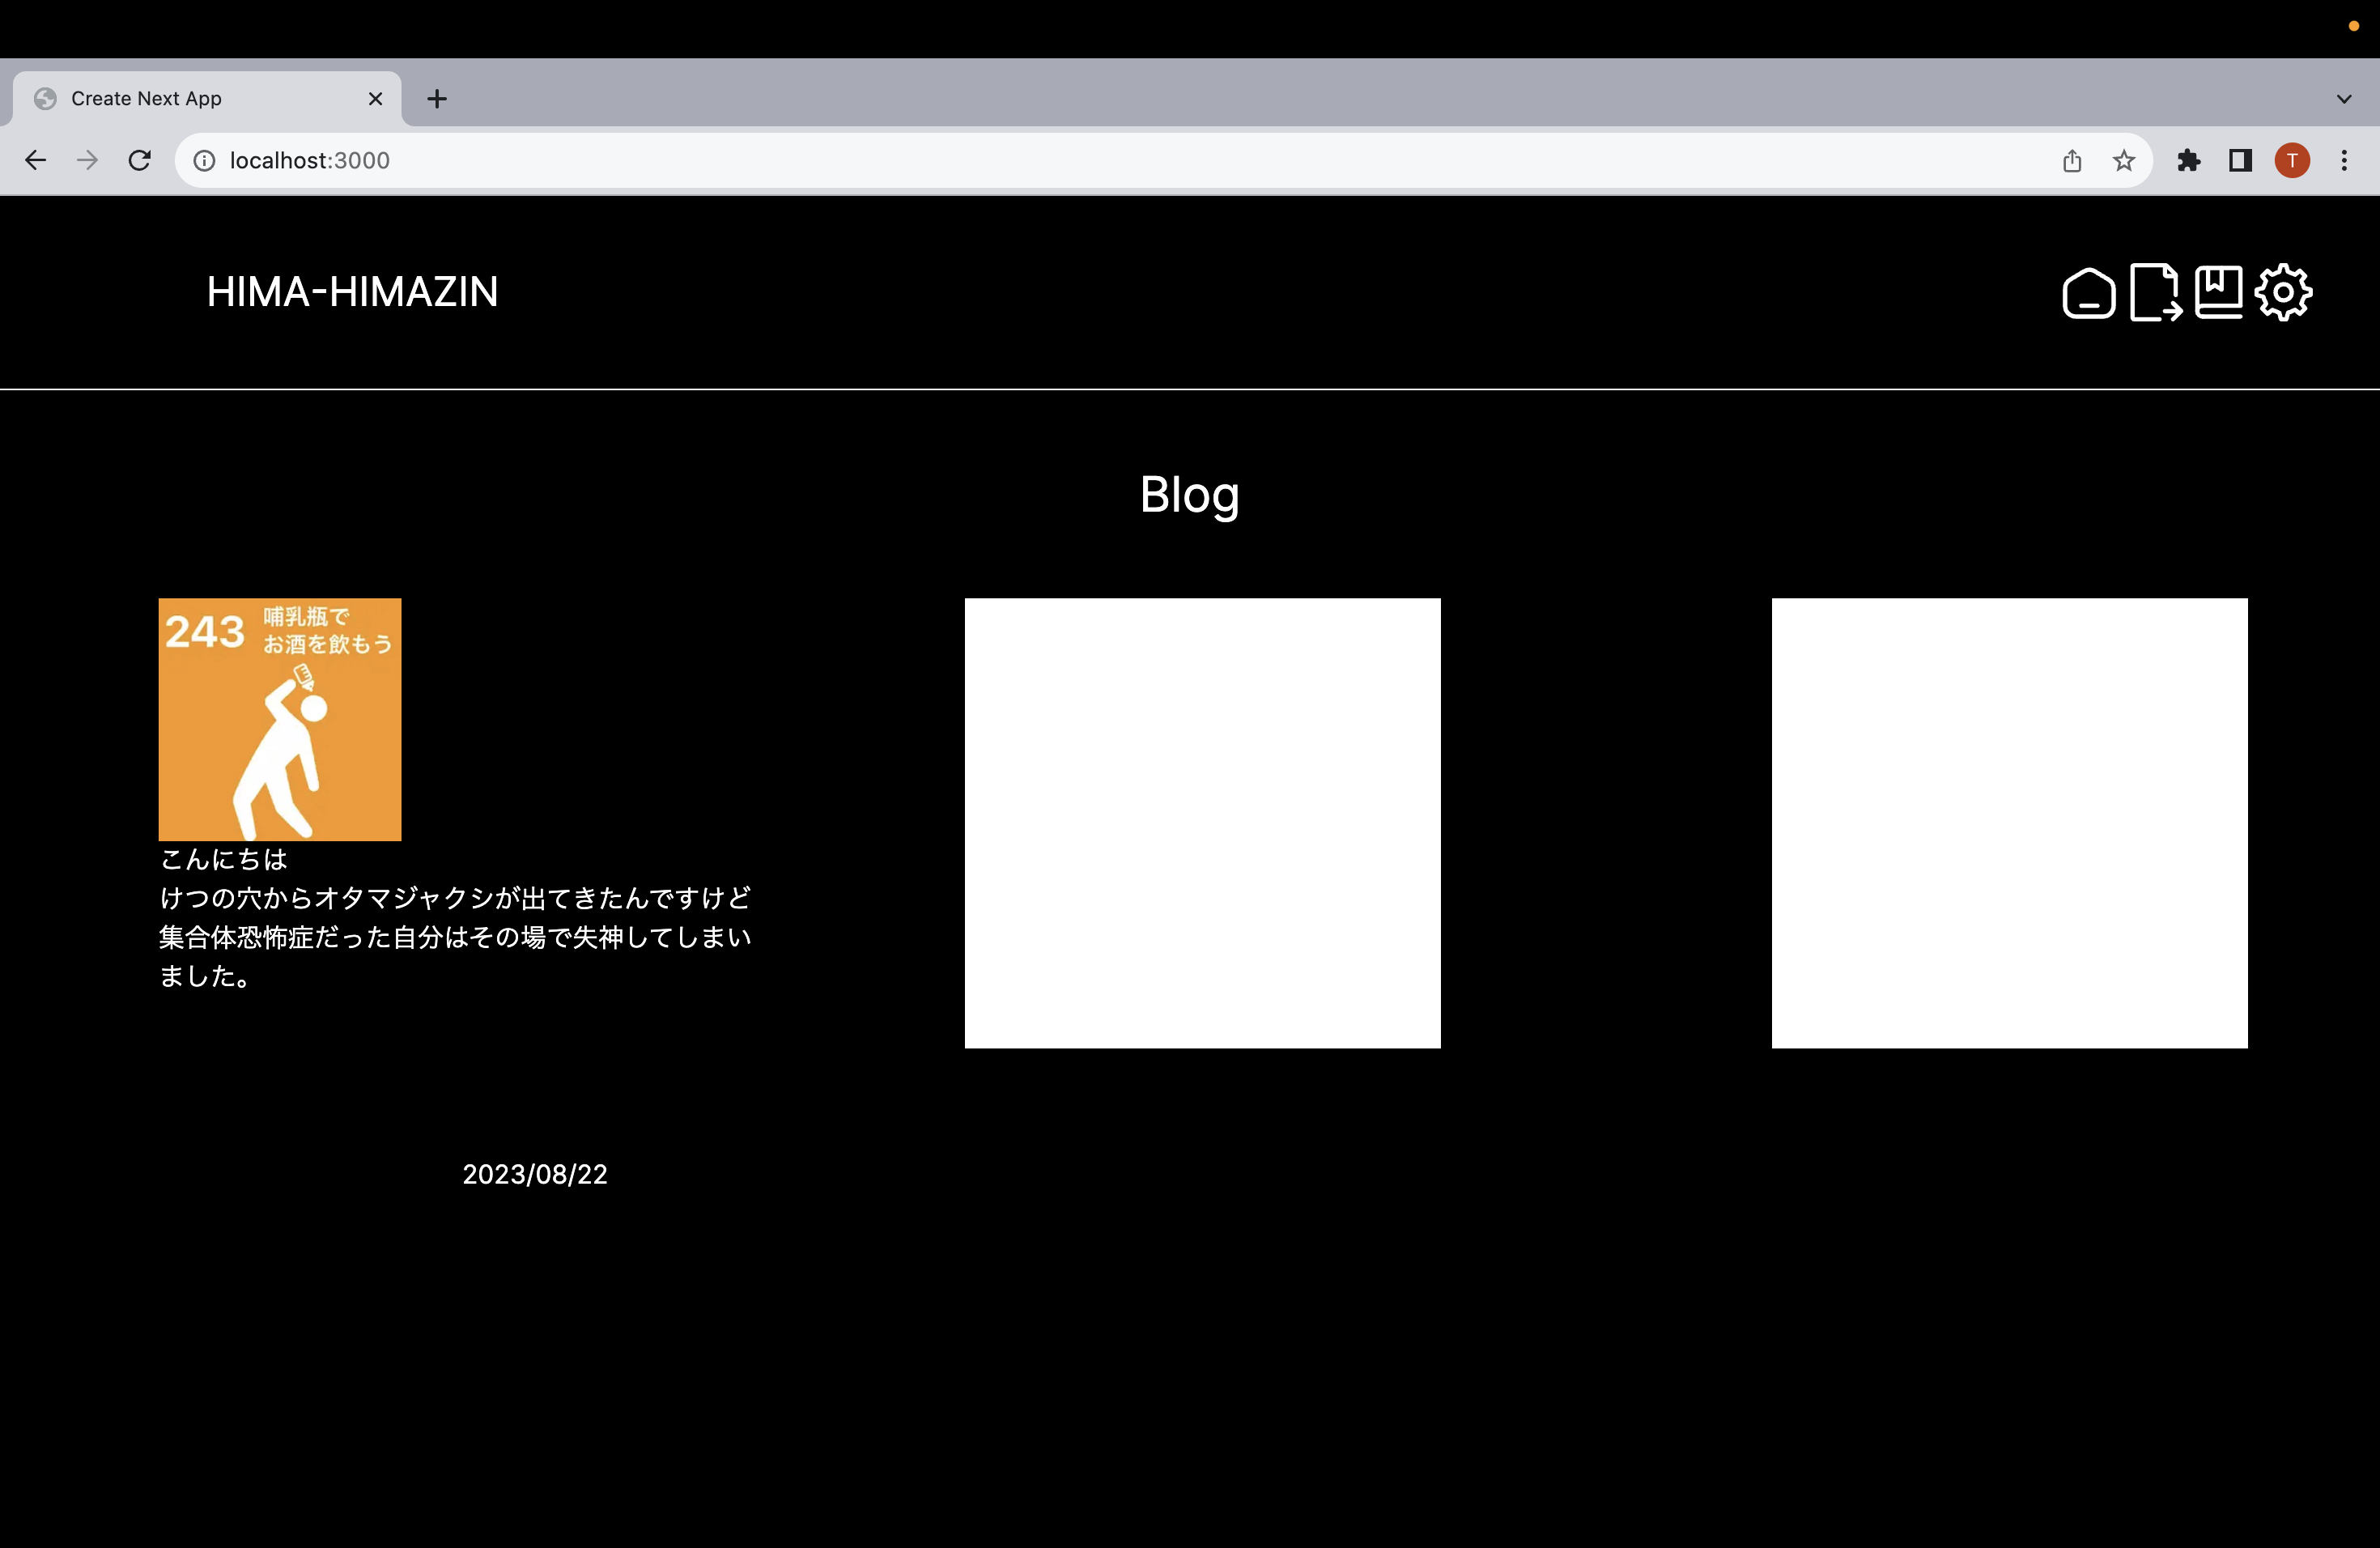 Create Next App
localhost:3000
T
HIMA-HIMAZIN
Blog
243
哺乳瓶で
お酒を飲もう
こんにちは
けつの穴からオタマジャクシが出てきたんですけど
集合体恐怖症だった自分はその場で失神してしまい
ました。
2023/08/22